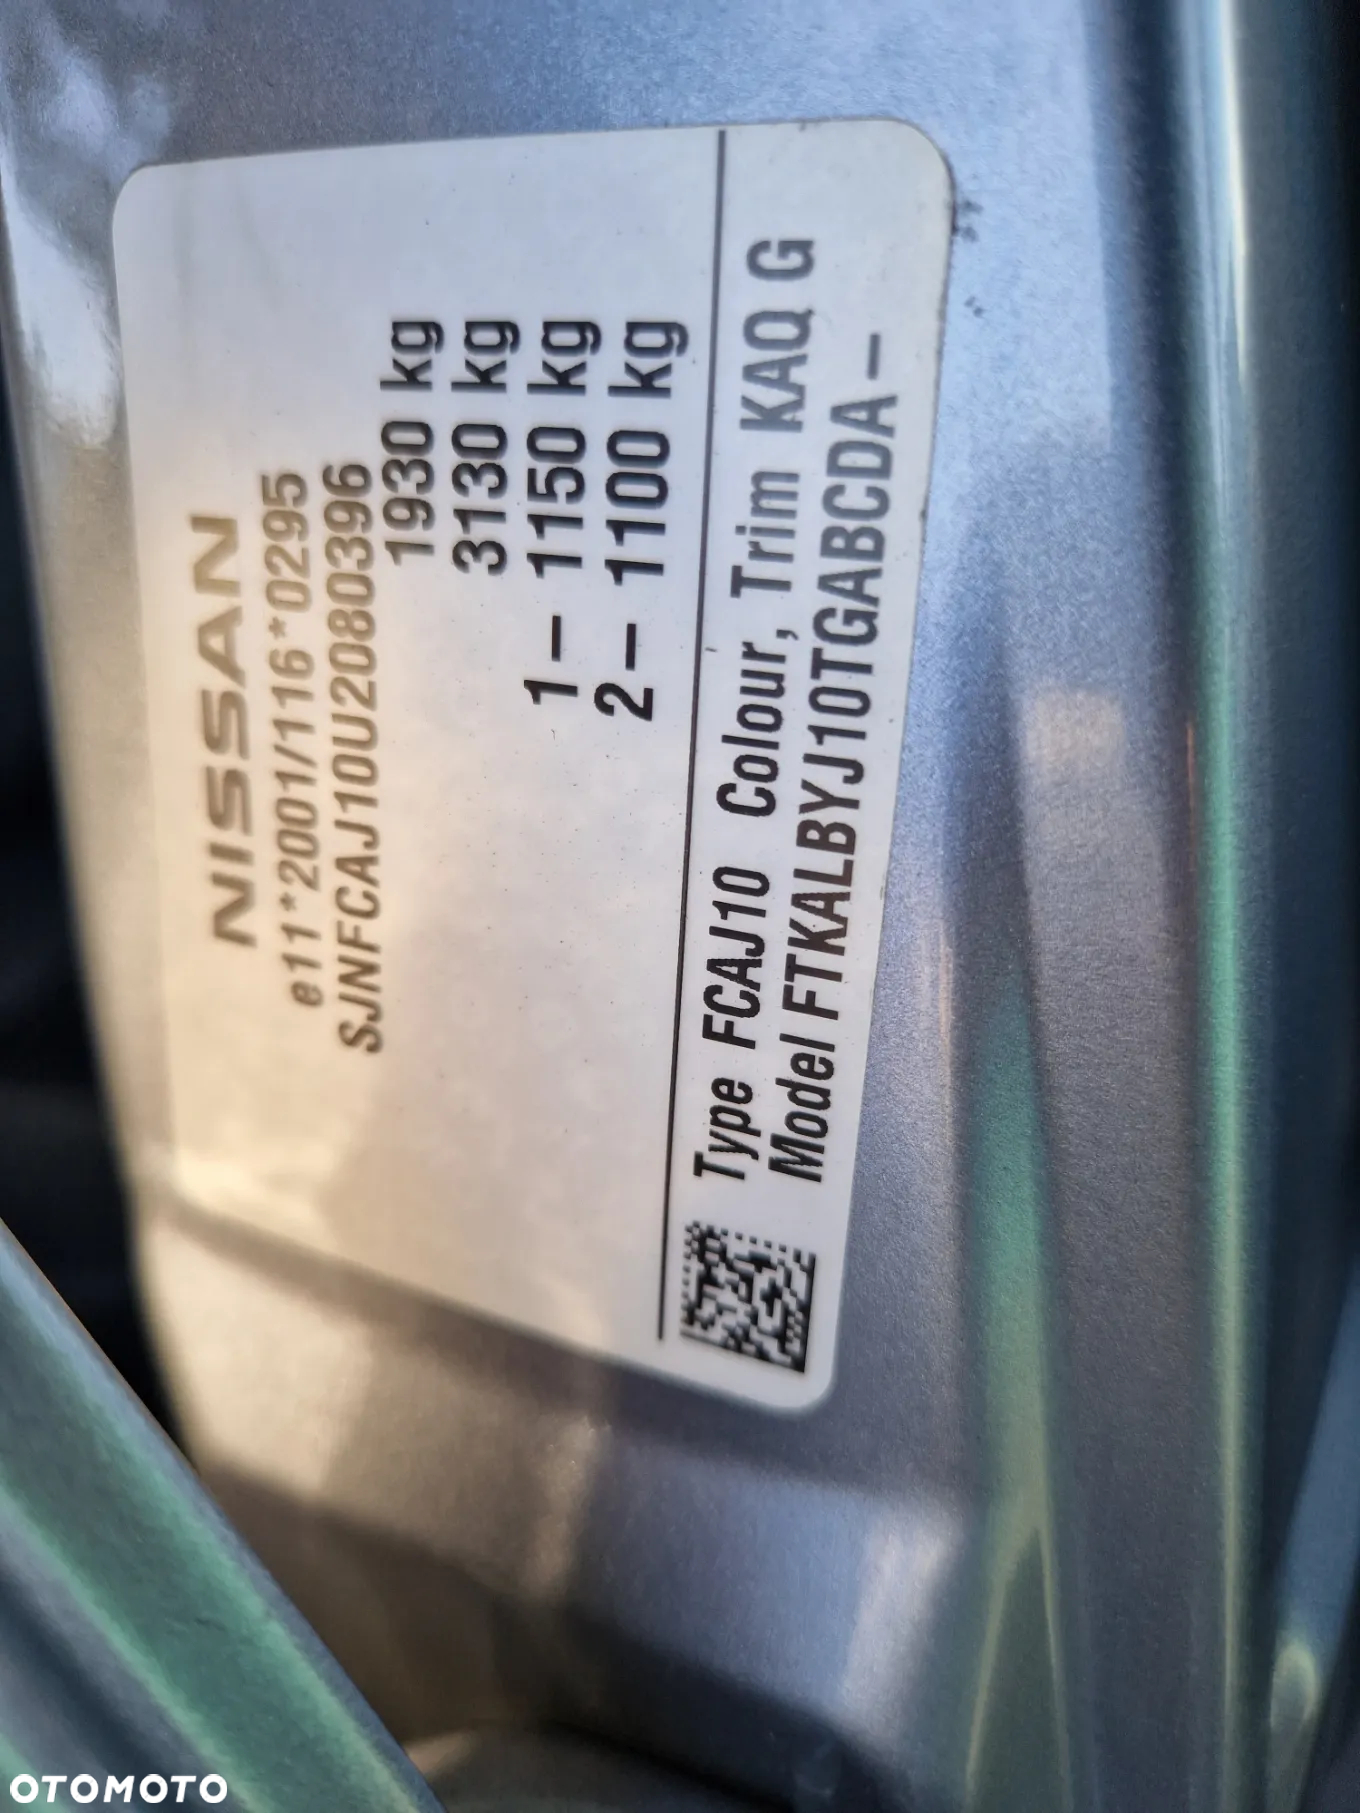 NISSAN
e11*2001/116*0295
SJNFCAJ10U2080396
1930 kg
3130 kg
1– 1150 kg
2– 1100 kg
Type FCAJ10 Colour, Trim KAQ G
Model FTKALBYJ10TGABCDA –
OTOMOTO